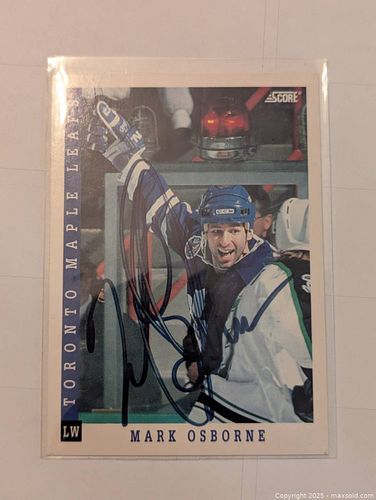 SCORE
TORONTO MAPLE LEAFS
LW
MARK OSBORNE
Copyright 2025 - maxsold.com